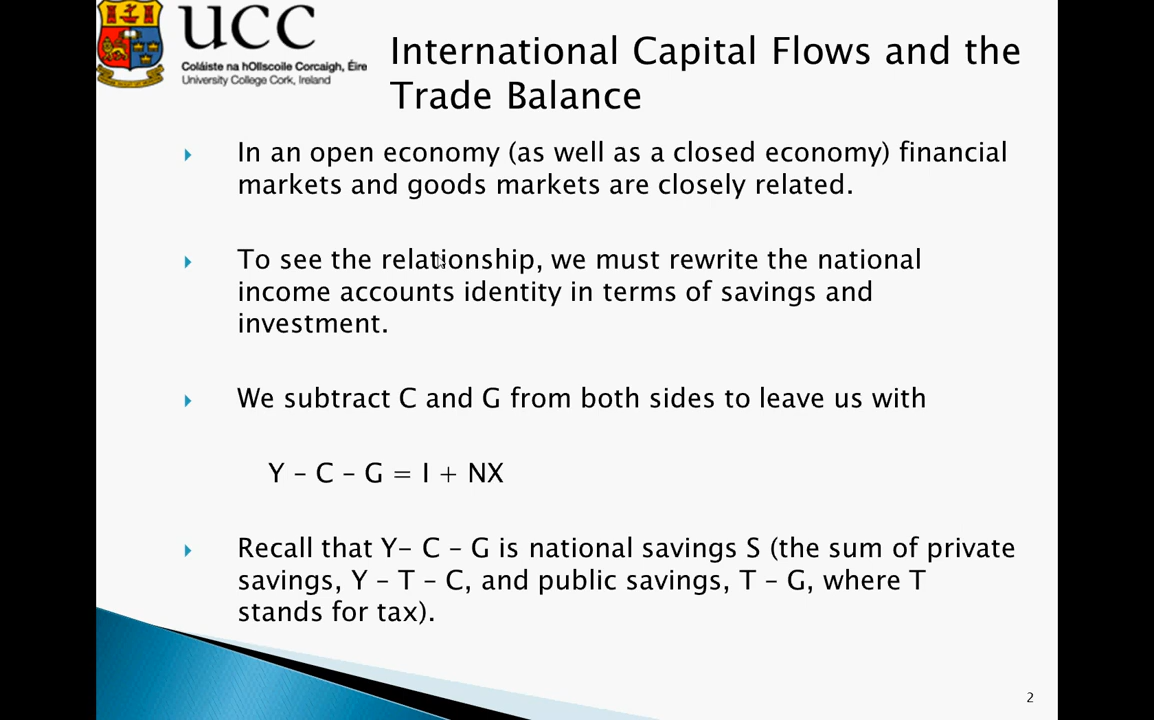 UCC
Coláiste na hOllscoile Corcaigh, Éire
University College Cork, Ireland
International Capital Flows and the
Trade Balance
In an open economy (as well as a closed economy) financial
markets and goods markets are closely related.
To see the relationship, we must rewrite the national
income accounts identity in terms of savings and
investment.
We subtract C and G from both sides to leave us with
Y – C – G = I + NX
Recall that Y– C – G is national savings S (the sum of private
savings, Y – T – C, and public savings, T – G, where T
stands for tax).
2